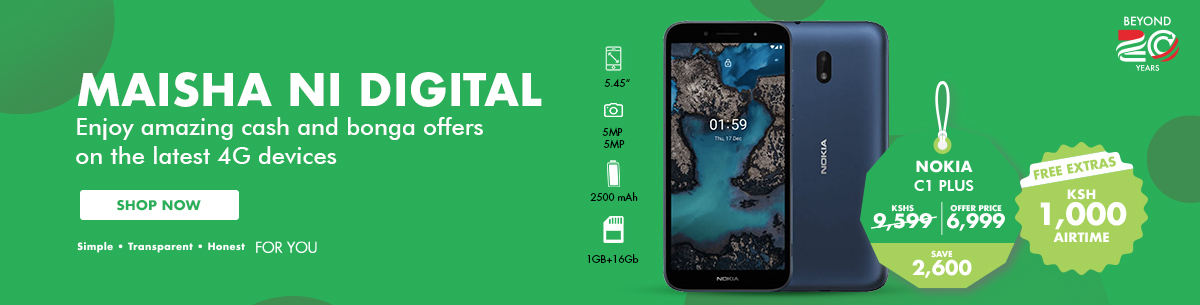 MAISHA NI DIGITAL
Enjoy amazing cash and bonga offers
on the latest 4G devices
SHOP NOW
Simple • Transparent • Honest FOR YOU
5.45"
5MP
5MP
2500 mAh
1GB+16Gb
01:59
Thu, 17 Dec
NOKIA
NOKIA
BEYOND
20
YEARS
NOKIA
C1 PLUS
KSHS
9,599
OFFER PRICE
6,999
SAVE
2,600
FREE EXTRAS
KSH
1,000
AIRTIME